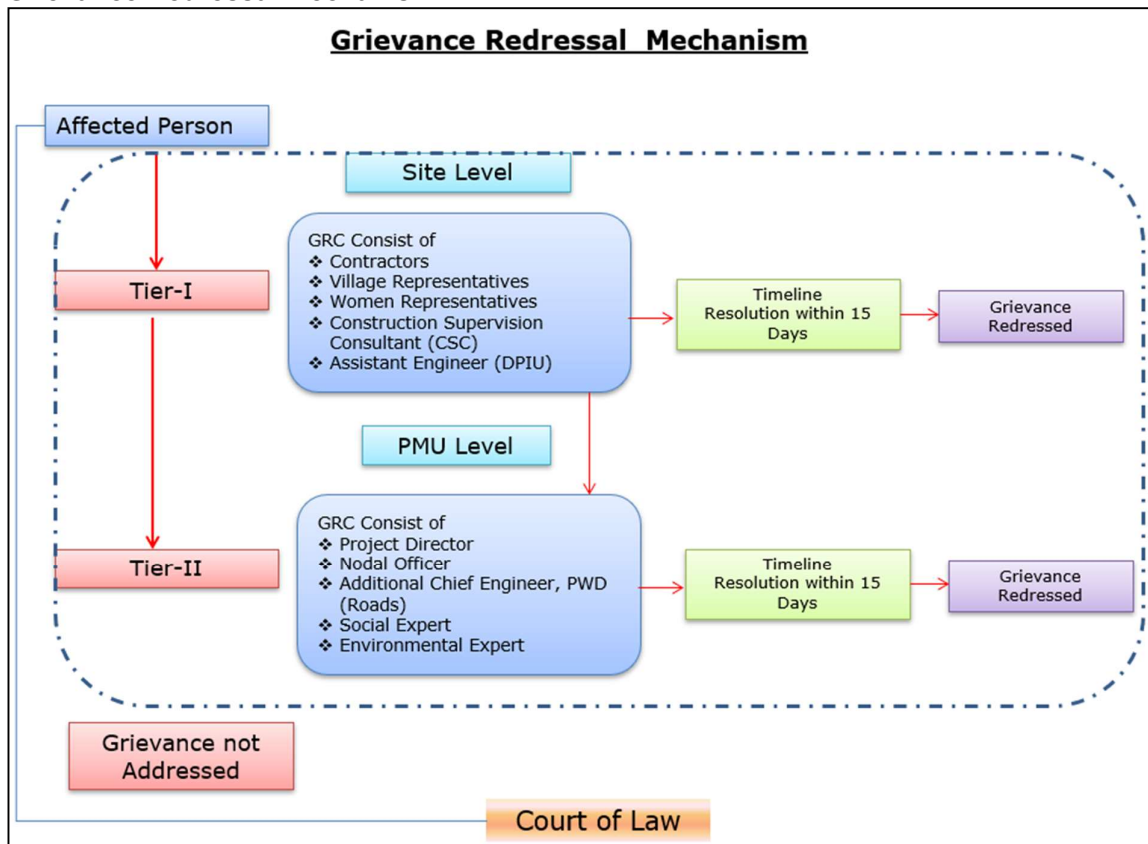 Grievance Redressal Mechanism
Affected Person
Site Level
GRC Consist of
❖ Contractors
❖ Village Representatives
❖ Women Representatives
❖ Construction Supervision
Consultant (CSC)
❖ Assistant Engineer (DPIU)
Tier-I
Timeline
Resolution within 15
Days
Grievance
Redressed
PMU Level
GRC Consist of
❖ Project Director
❖ Nodal Officer
❖ Additional Chief Engineer, PWD
(Roads)
❖ Social Expert
❖ Environmental Expert
Tier-II
Timeline
Resolution within 15
Days
Grievance
Redressed
Grievance not
Addressed
Court of Law